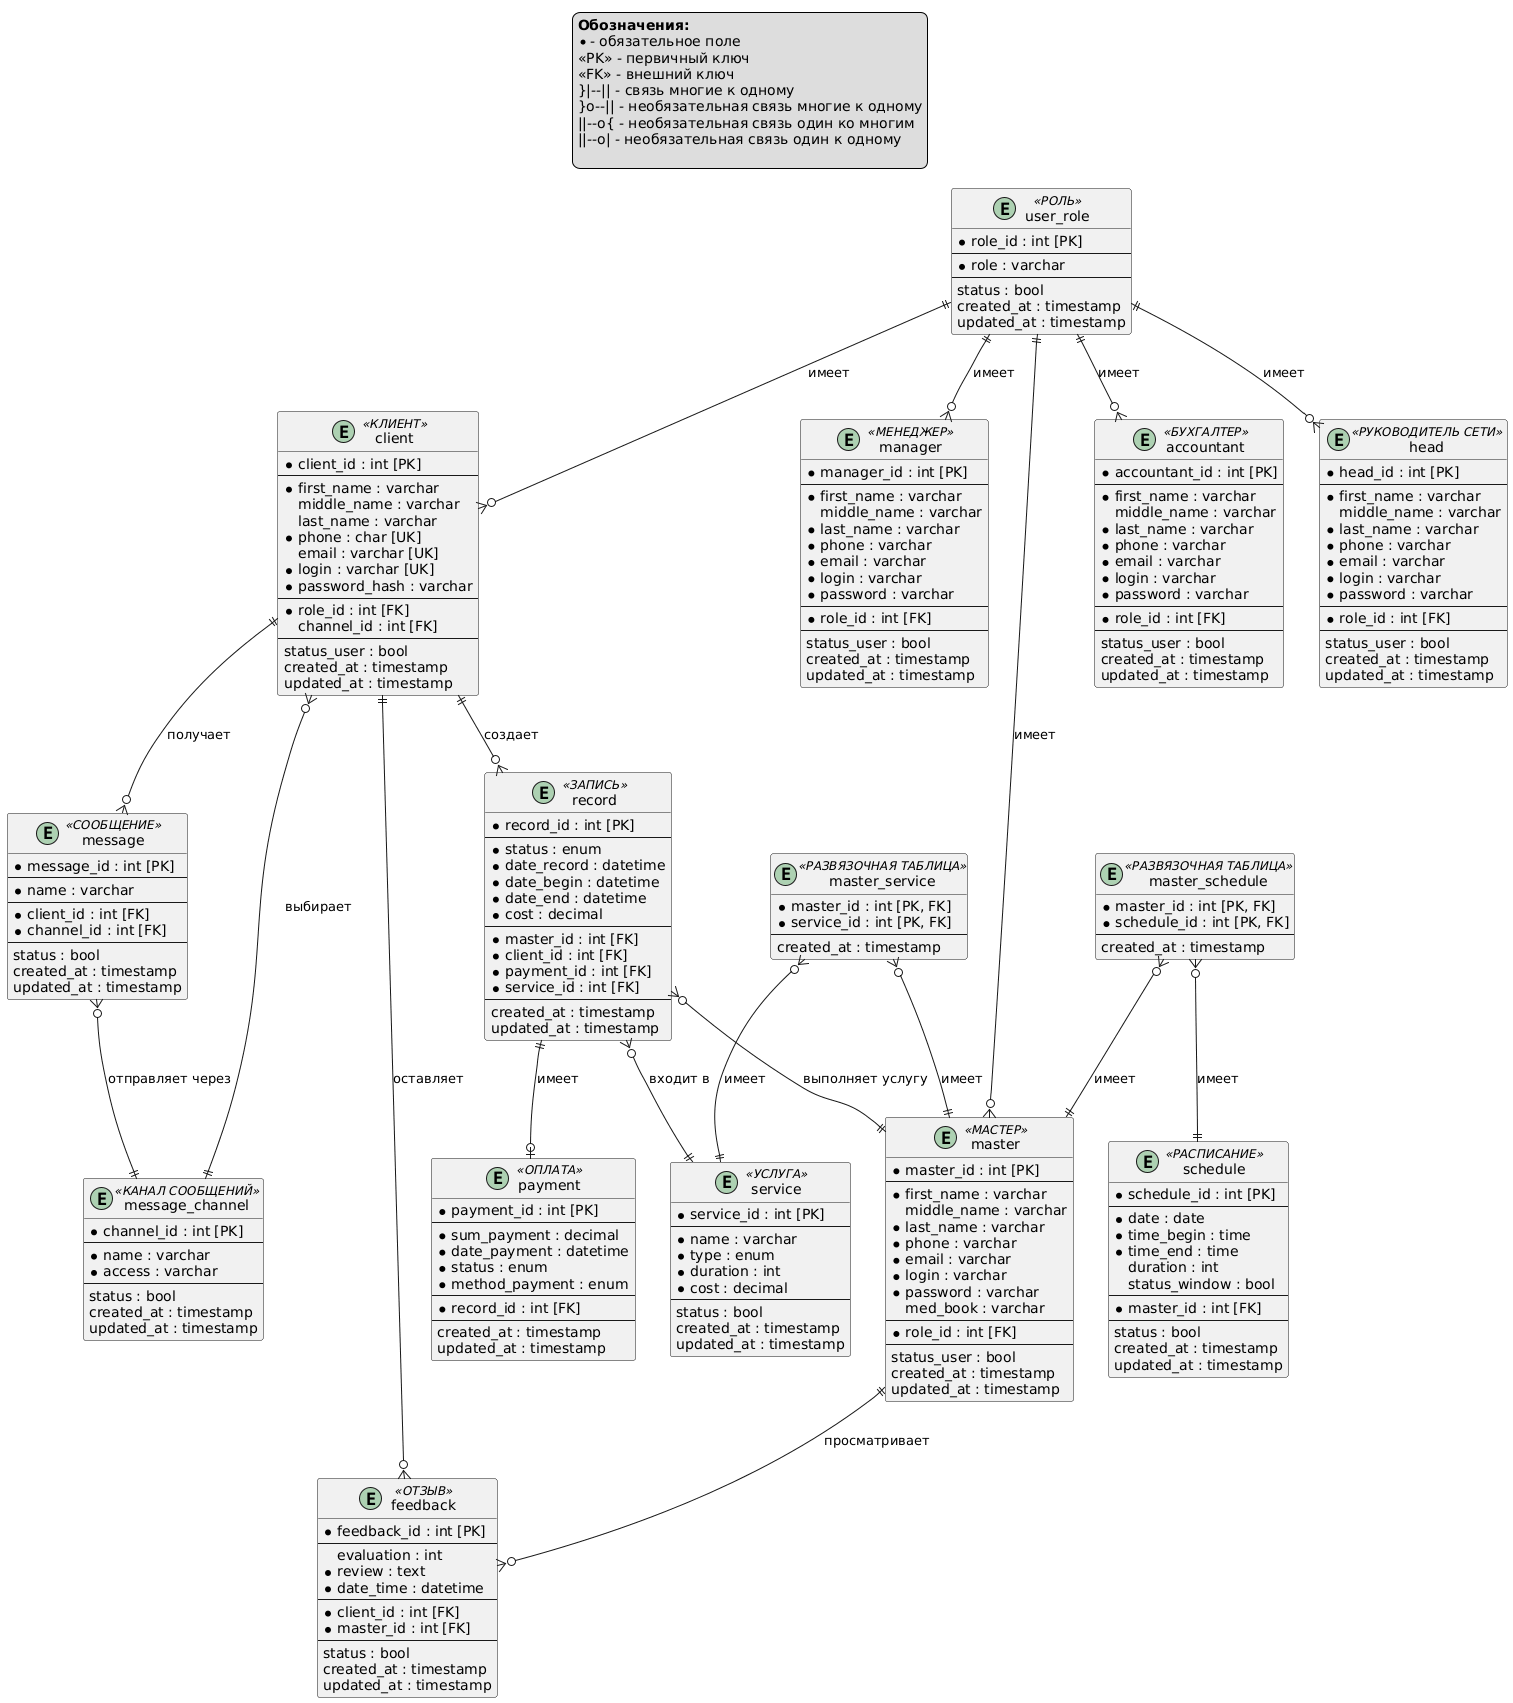 Обозначения:
* - обязательное поле
«PK» - первичный ключ
«FK» - внешний ключ
}|--|| - связь многие к одному
}o--|| - необязательная связь многие к одному
||--o{ - необязательная связь один ко многим
||--o| - необязательная связь один к одному
E «РОЛЬ»
user_role
* role_id : int [PK]
* role : varchar
status : bool
created_at : timestamp
updated_at : timestamp
имеет
имеет
имеет
имеет
E «КЛИЕНТ»
client
* client_id : int [PK]
* first_name : varchar
middle_name : varchar
last_name : varchar
* phone : char [UK]
email : varchar [UK]
* login : varchar [UK]
* password_hash : varchar
* role_id : int [FK]
channel_id : int [FK]
status_user : bool
created_at : timestamp
updated_at : timestamp
E «МЕНЕДЖЕР»
manager
* manager_id : int [PK]
* first_name : varchar
middle_name : varchar
* last_name : varchar
* phone : varchar
* email : varchar
* login : varchar
* password : varchar
* role_id : int [FK]
status_user : bool
created_at : timestamp
updated_at : timestamp
E «БУХГАЛТЕР»
accountant
* accountant_id : int [PK]
* first_name : varchar
middle_name : varchar
* last_name : varchar
* phone : varchar
* email : varchar
* login : varchar
* password : varchar
* role_id : int [FK]
status_user : bool
created_at : timestamp
updated_at : timestamp
E «РУКОВОДИТЕЛЬ СЕТИ»
head
* head_id : int [PK]
* first_name : varchar
middle_name : varchar
* last_name : varchar
* phone : varchar
* email : varchar
* login : varchar
* password : varchar
* role_id : int [FK]
status_user : bool
created_at : timestamp
updated_at : timestamp
получает
создает
имеет
E «СООБЩЕНИЕ»
message
* message_id : int [PK]
* name : varchar
* client_id : int [FK]
* channel_id : int [FK]
status : bool
created_at : timestamp
updated_at : timestamp
выбирает
E «ЗАПИСЬ»
record
* record_id : int [PK]
* status : enum
* date_record : datetime
* date_begin : datetime
* date_end : datetime
* cost : decimal
* master_id : int [FK]
* client_id : int [FK]
* payment_id : int [FK]
* service_id : int [FK]
created_at : timestamp
updated_at : timestamp
E «РАЗВЯЗОЧНАЯ ТАБЛИЦА»
master_service
* master_id : int [PK, FK]
* service_id : int [PK, FK]
created_at : timestamp
E «РАЗВЯЗОЧНАЯ ТАБЛИЦА»
master_schedule
* master_id : int [PK, FK]
* schedule_id : int [PK, FK]
created_at : timestamp
отправляет через
оставляет
имеет
входит в
имеет
выполняет услугу
имеет
имеет
имеет
E «КАНАЛ СООБЩЕНИЙ»
message_channel
* channel_id : int [PK]
* name : varchar
* access : varchar
status : bool
created_at : timestamp
updated_at : timestamp
E «ОПЛАТА»
payment
* payment_id : int [PK]
* sum_payment : decimal
* date_payment : datetime
* status : enum
* method_payment : enum
* record_id : int [FK]
created_at : timestamp
updated_at : timestamp
E «УСЛУГА»
service
* service_id : int [PK]
* name : varchar
* type : enum
* duration : int
* cost : decimal
status : bool
created_at : timestamp
updated_at : timestamp
E «МАСТЕР»
master
* master_id : int [PK]
* first_name : varchar
middle_name : varchar
* last_name : varchar
* phone : varchar
* email : varchar
* login : varchar
* password : varchar
med_book : varchar
* role_id : int [FK]
status_user : bool
created_at : timestamp
updated_at : timestamp
E «РАСПИСАНИЕ»
schedule
* schedule_id : int [PK]
* date : date
* time_begin : time
* time_end : time
duration : int
status_window : bool
* master_id : int [FK]
status : bool
created_at : timestamp
updated_at : timestamp
просматривает
E «ОТЗЫВ»
feedback
* feedback_id : int [PK]
evaluation : int
* review : text
* date_time : datetime
* client_id : int [FK]
* master_id : int [FK]
status : bool
created_at : timestamp
updated_at : timestamp